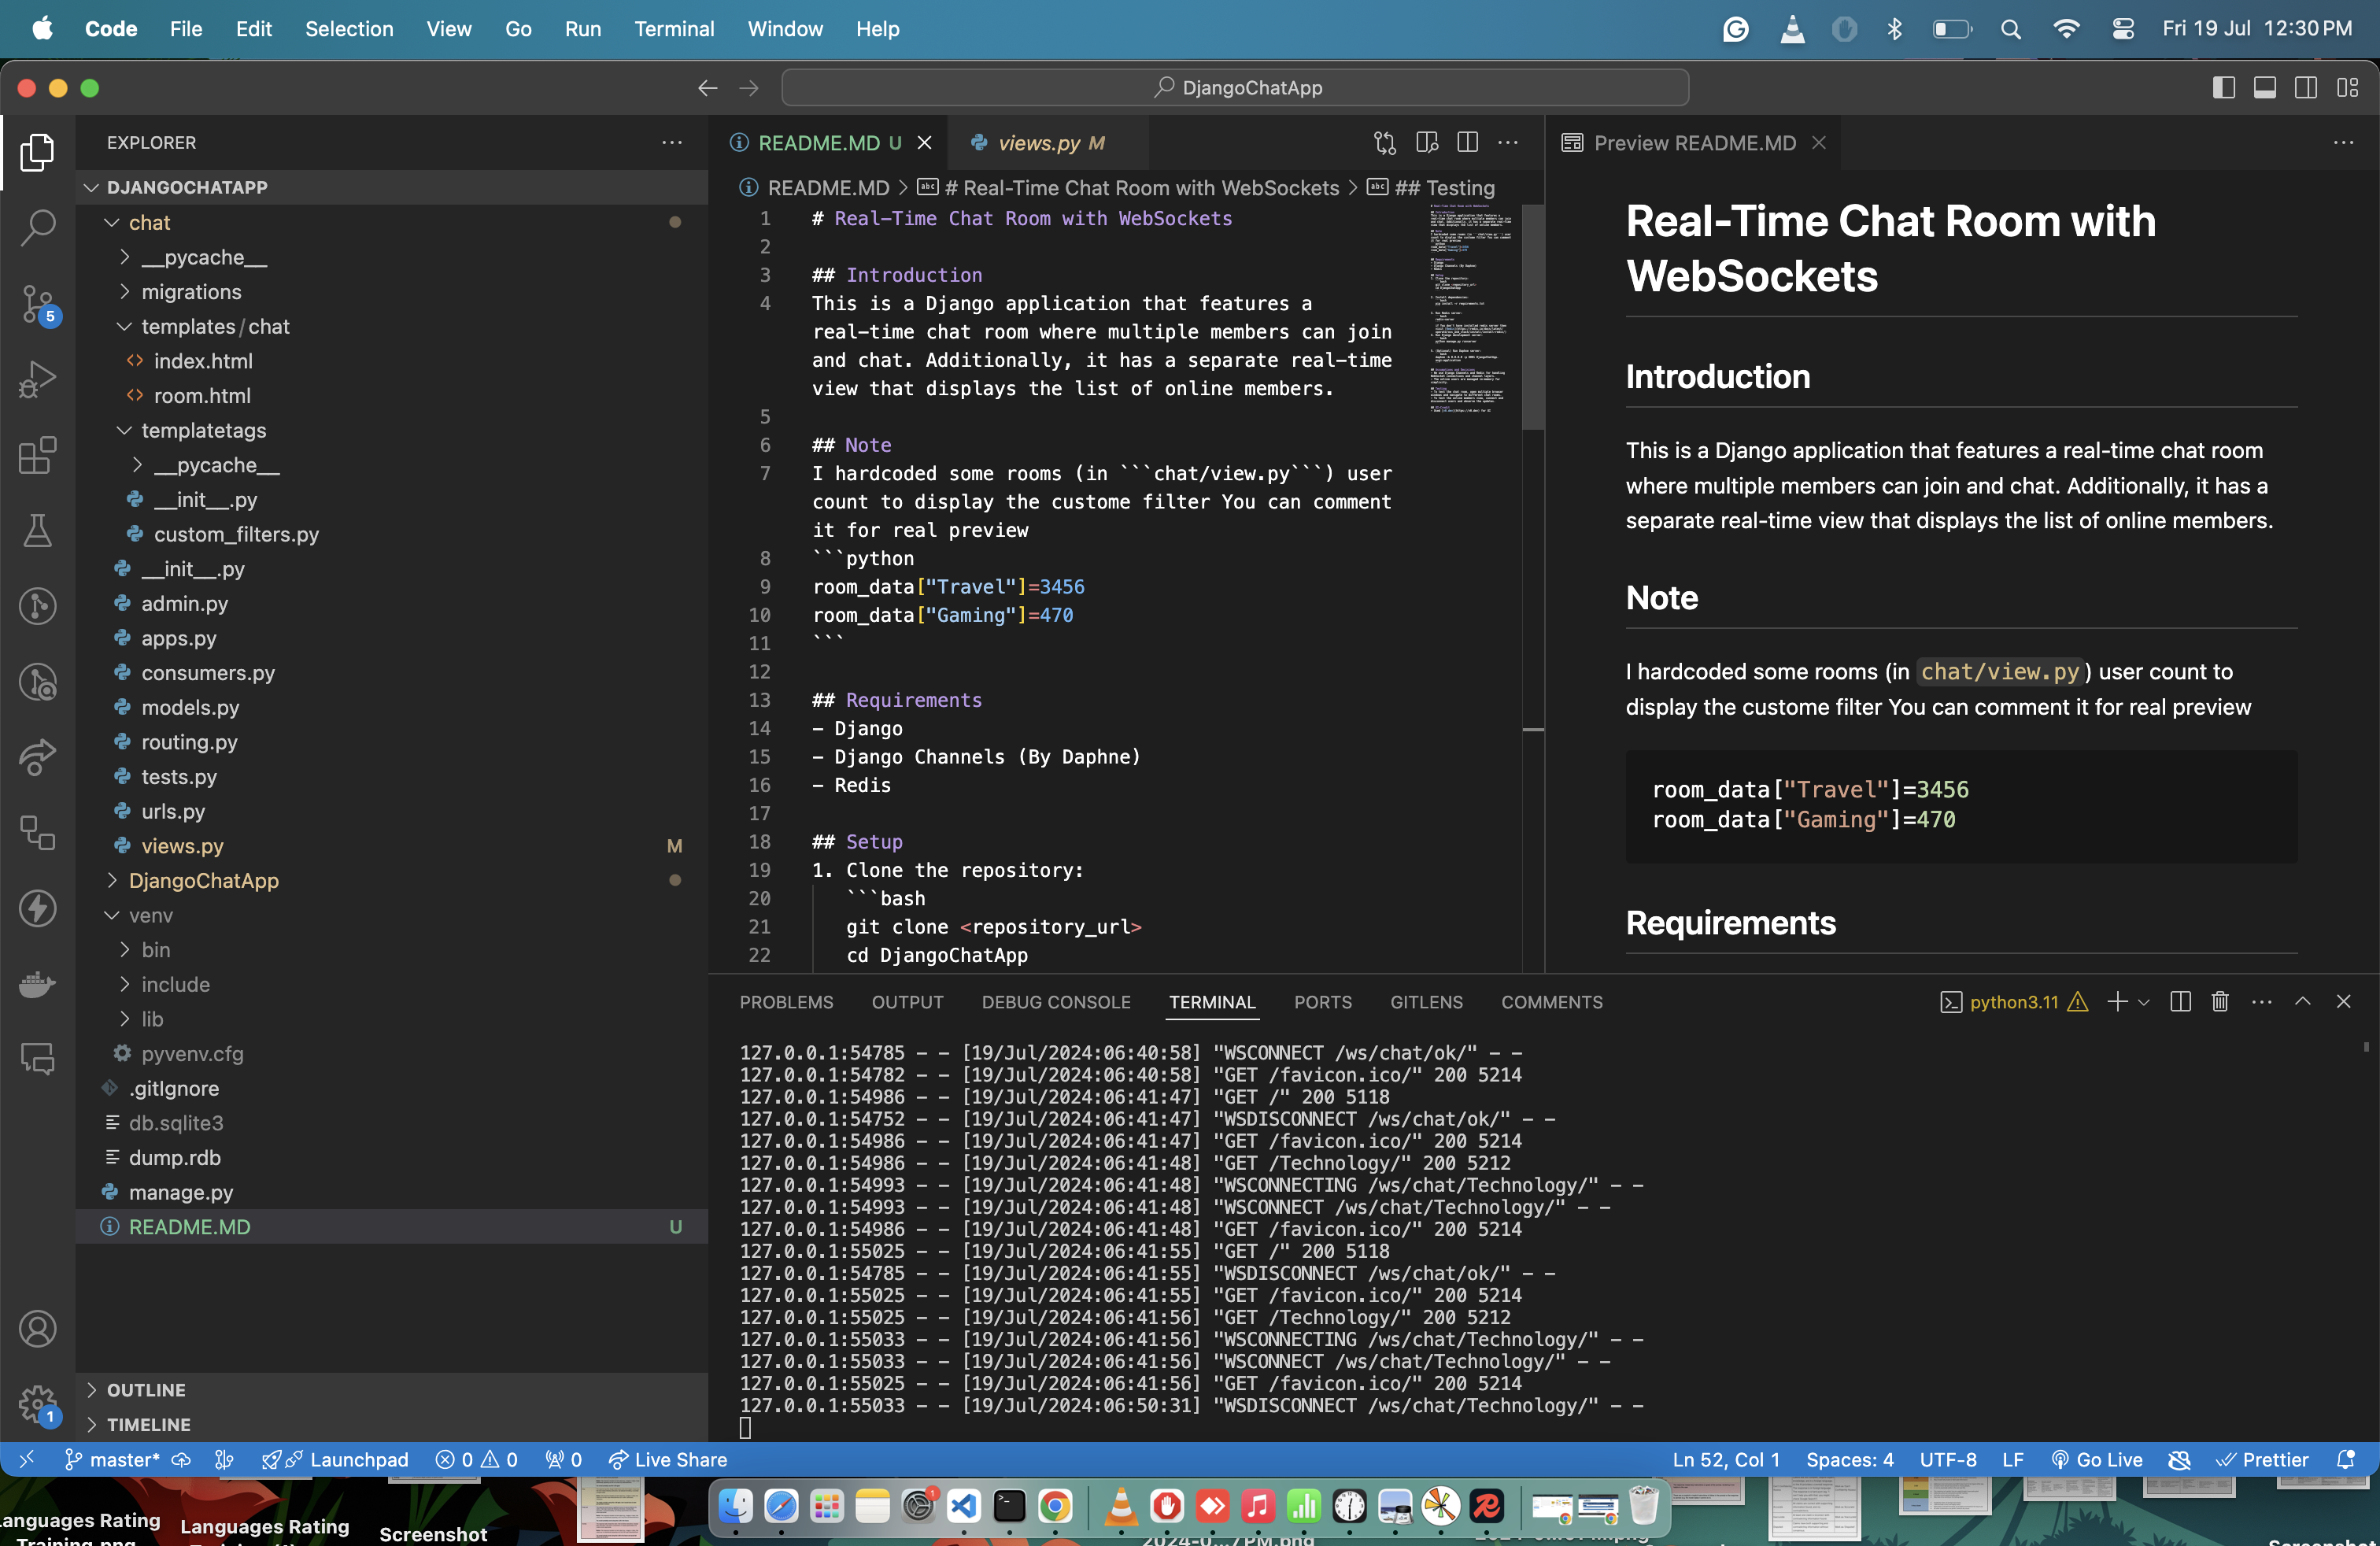 Code File Edit Selection View Go Run Terminal Window Help
Fri 19 Jul 12:30 PM
DjangoChatApp
EXPLORER
DJANGOCHATAPP
chat
__pycache__
migrations
templates/chat
index.html
room.html
templatetags
__pycache__
__init__.py
custom_filters.py
__init__.py
admin.py
apps.py
consumers.py
models.py
routing.py
tests.py
urls.py
views.py M
DjangoChatApp
venv
bin
include
lib
pyvenv.cfg
.gitIgnore
db.sqlite3
dump.rdb
manage.py
README.MD U
OUTLINE
TIMELINE
5
1
README.MD U
views.py M
README.MD > # Real-Time Chat Room with WebSockets > ## Testing
1 # Real-Time Chat Room with WebSockets
2
3 ## Introduction
4 This is a Django application that features a
real-time chat room where multiple members can join
and chat. Additionally, it has a separate real-time
view that displays the list of online members.
5
6 ## Note
7 I hardcoded some rooms (in ```chat/view.py```) user
count to display the custome filter You can comment
it for real preview
8 ```python
9 room_data["Travel"]=3456
10 room_data["Gaming"]=470
11 ```
12
13 ## Requirements
14 - Django
15 - Django Channels (By Daphne)
16 - Redis
17
18 ## Setup
19 1. Clone the repository:
20 ```bash
21 git clone <repository_url>
22 cd DjangoChatApp
Preview README.MD
Real-Time Chat Room with
WebSockets
Introduction
This is a Django application that features a real-time chat room
where multiple members can join and chat. Additionally, it has a
separate real-time view that displays the list of online members.
Note
I hardcoded some rooms (in chat/view.py) user count to
display the custome filter You can comment it for real preview
room_data["Travel"]=3456
room_data["Gaming"]=470
Requirements
PROBLEMS OUTPUT DEBUG CONSOLE TERMINAL PORTS GITLENS COMMENTS
python3.11
127.0.0.1:54785 - - [19/Jul/2024:06:40:58] "WSCONNECT /ws/chat/ok/" - -
127.0.0.1:54782 - - [19/Jul/2024:06:40:58] "GET /favicon.ico/" 200 5214
127.0.0.1:54986 - - [19/Jul/2024:06:41:47] "GET /" 200 5118
127.0.0.1:54752 - - [19/Jul/2024:06:41:47] "WSDISCONNECT /ws/chat/ok/" - -
127.0.0.1:54986 - - [19/Jul/2024:06:41:47] "GET /favicon.ico/" 200 5214
127.0.0.1:54986 - - [19/Jul/2024:06:41:48] "GET /Technology/" 200 5212
127.0.0.1:54993 - - [19/Jul/2024:06:41:48] "WSCONNECTING /ws/chat/Technology/" - -
127.0.0.1:54993 - - [19/Jul/2024:06:41:48] "WSCONNECT /ws/chat/Technology/" - -
127.0.0.1:54986 - - [19/Jul/2024:06:41:48] "GET /favicon.ico/" 200 5214
127.0.0.1:55025 - - [19/Jul/2024:06:41:55] "GET /" 200 5118
127.0.0.1:54785 - - [19/Jul/2024:06:41:55] "WSDISCONNECT /ws/chat/ok/" - -
127.0.0.1:55025 - - [19/Jul/2024:06:41:55] "GET /favicon.ico/" 200 5214
127.0.0.1:55025 - - [19/Jul/2024:06:41:56] "GET /Technology/" 200 5212
127.0.0.1:55033 - - [19/Jul/2024:06:41:56] "WSCONNECTING /ws/chat/Technology/" - -
127.0.0.1:55033 - - [19/Jul/2024:06:41:56] "WSCONNECT /ws/chat/Technology/" - -
127.0.0.1:55025 - - [19/Jul/2024:06:41:56] "GET /favicon.ico/" 200 5214
127.0.0.1:55033 - - [19/Jul/2024:06:50:31] "WSDISCONNECT /ws/chat/Technology/" - -
master* Launchpad 0 0 0 Live Share
Ln 52, Col 1 Spaces: 4 UTF-8 LF Go Live Prettier
anguages Rating
Languages Rating
Screenshot